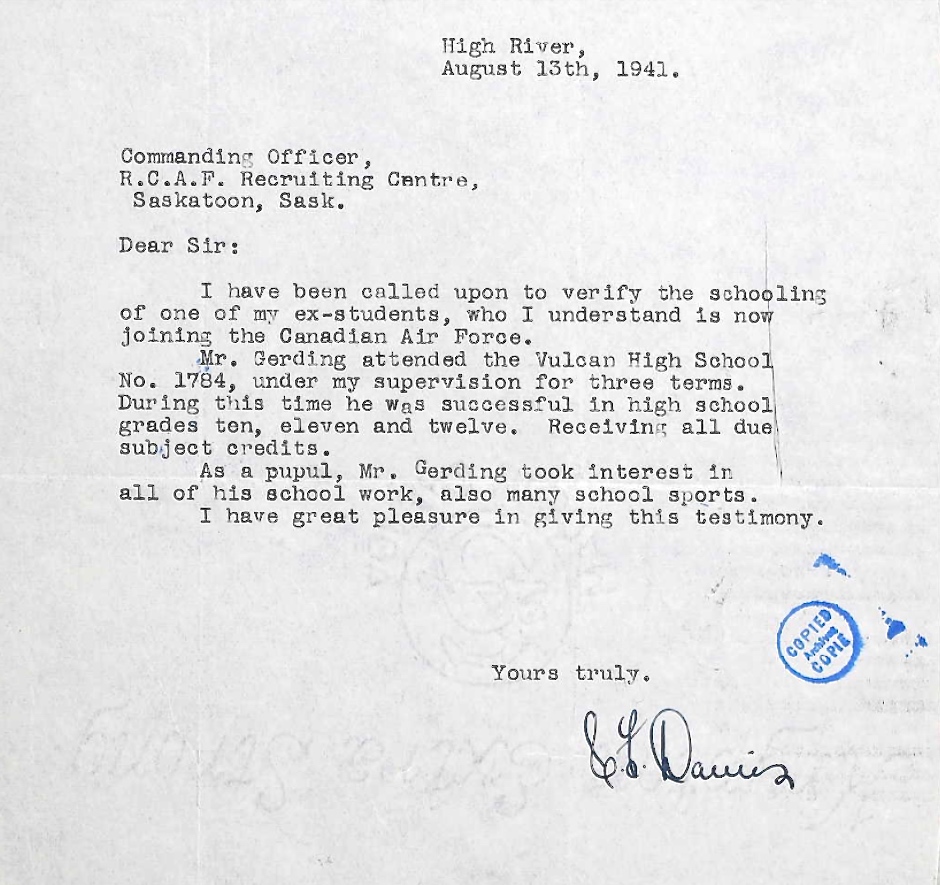 High River,
August 13th, 1941.
Commanding Officer,
R.C.A.F. Recruiting Centre,
Saskatoon, Sask.
Dear Sir:
I have been called upon to verify the schooling
of one of my ex-students, who I understand is now
joining the Canadian Air Force.
Mr. Gerding attended the Vulcan High School
No. 1784, under my supervision for three terms.
During this time he was successful in high school
grades ten, eleven and twelve.  Receiving all due
subject credits.
As a pupul, Mr. Gerding took interest in
all of his school work, also many school sports.
I have great pleasure in giving this testimony.
COPIED
Archives
COPIE
Yours truly.
Davies